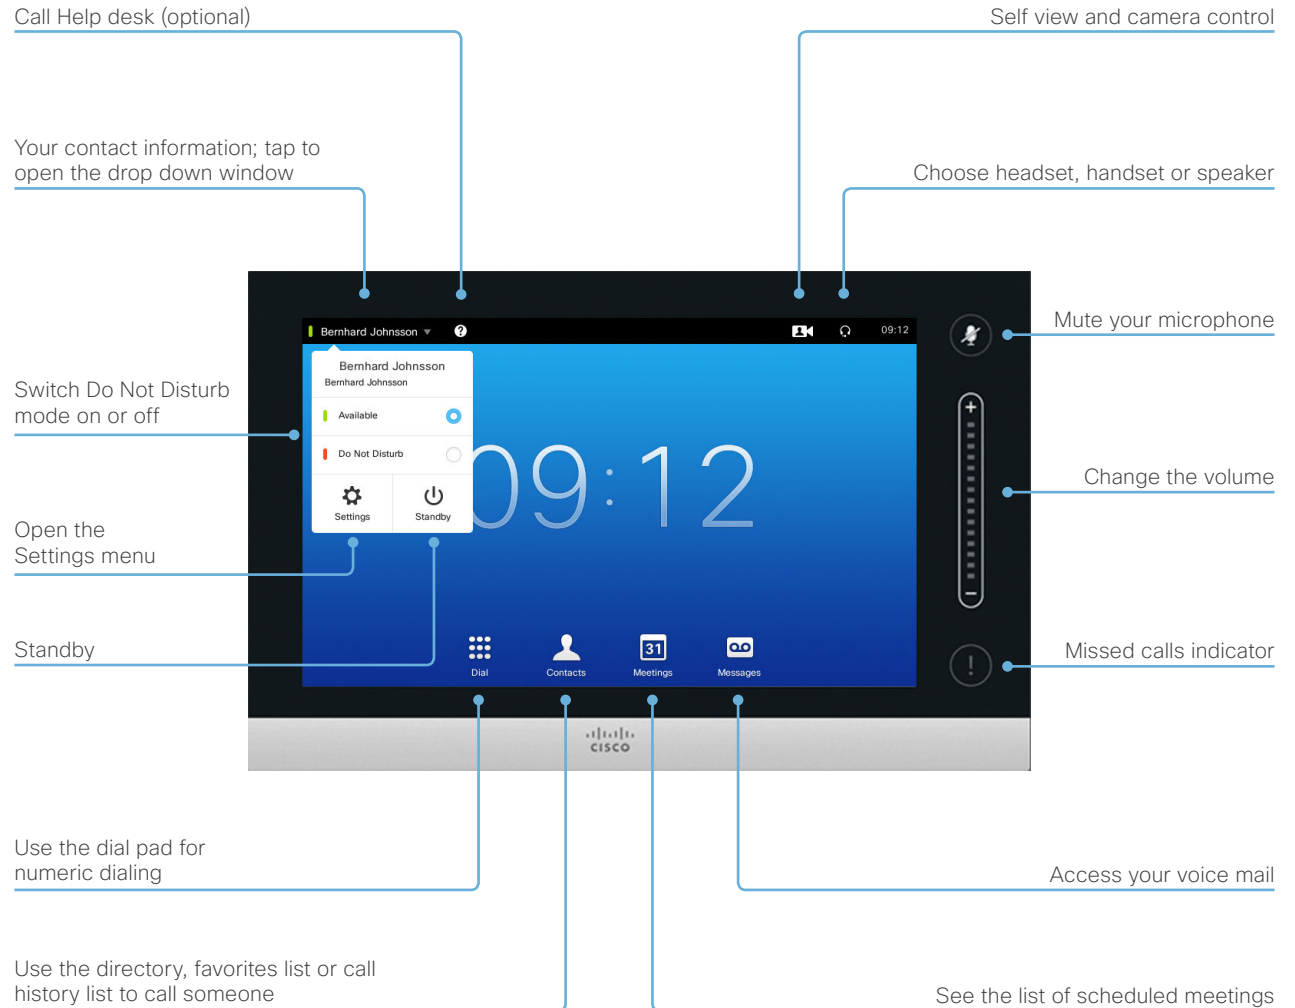 Call Help desk (optional)
Self view and camera control
Your contact information; tap to
open the drop down window
Choose headset, handset or speaker
Mute your microphone
Bernhard Johnsson
?
09:12
Bernhard Johnsson
Bernhard Johnsson
Switch Do Not Disturb
mode on or off
Available
Do Not Disturb
09:12
+
Change the volume
Settings
Standby
Open the
Settings menu
−
Standby
31
!
Missed calls indicator
Dial
Contacts
Meetings
Messages
CISCO
Use the dial pad for
numeric dialing
Access your voice mail
Use the directory, favorites list or call
history list to call someone
See the list of scheduled meetings